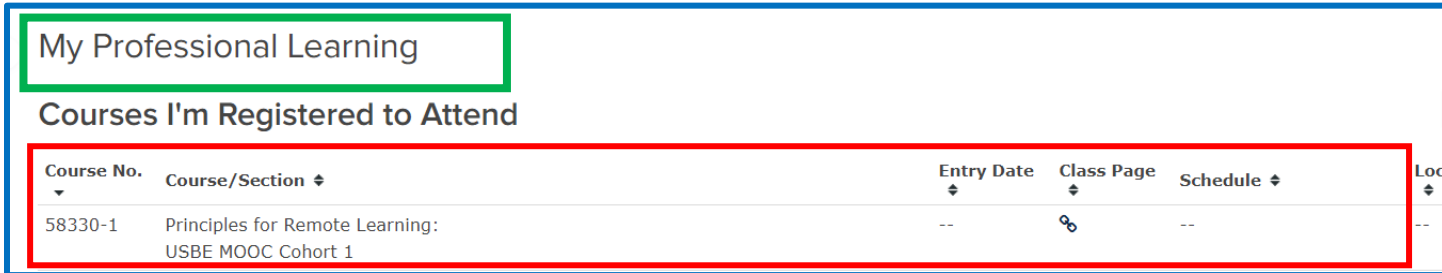 My Professional Learning
Courses I'm Registered to Attend
Course No. Course/Section Entry Date Class Page Schedule
58330-1 Principles for Remote Learning: -- -- --
USBE MOOC Cohort 1